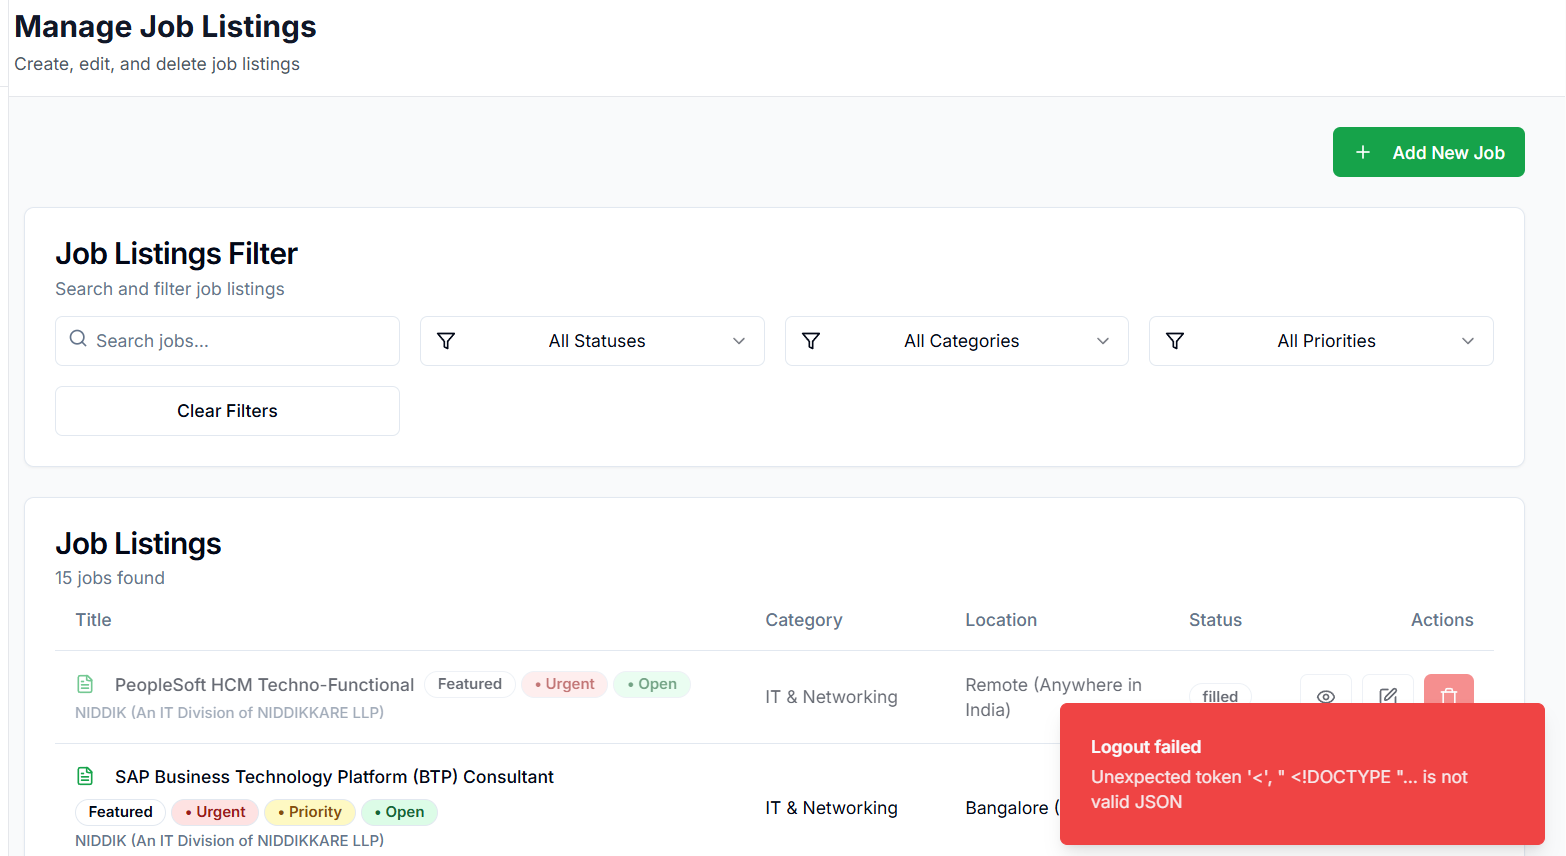 Manage Job Listings
Create, edit, and delete job listings
Add New Job
Job Listings Filter
Search and filter job listings
Search jobs...
All Statuses
All Categories
All Priorities
Clear Filters
Job Listings
15 jobs found
Title Category Location Status Actions
PeopleSoft HCM Techno-Functional Featured • Urgent • Open
NIDDIK (An IT Division of NIDDIKKARE LLP)
IT & Networking
Remote (Anywhere in
India)
filled
SAP Business Technology Platform (BTP) Consultant
Featured • Urgent • Priority • Open
NIDDIK (An IT Division of NIDDIKKARE LLP)
IT & Networking
Bangalore (
Logout failed
Unexpected token '<', " <!DOCTYPE "... is not
valid JSON